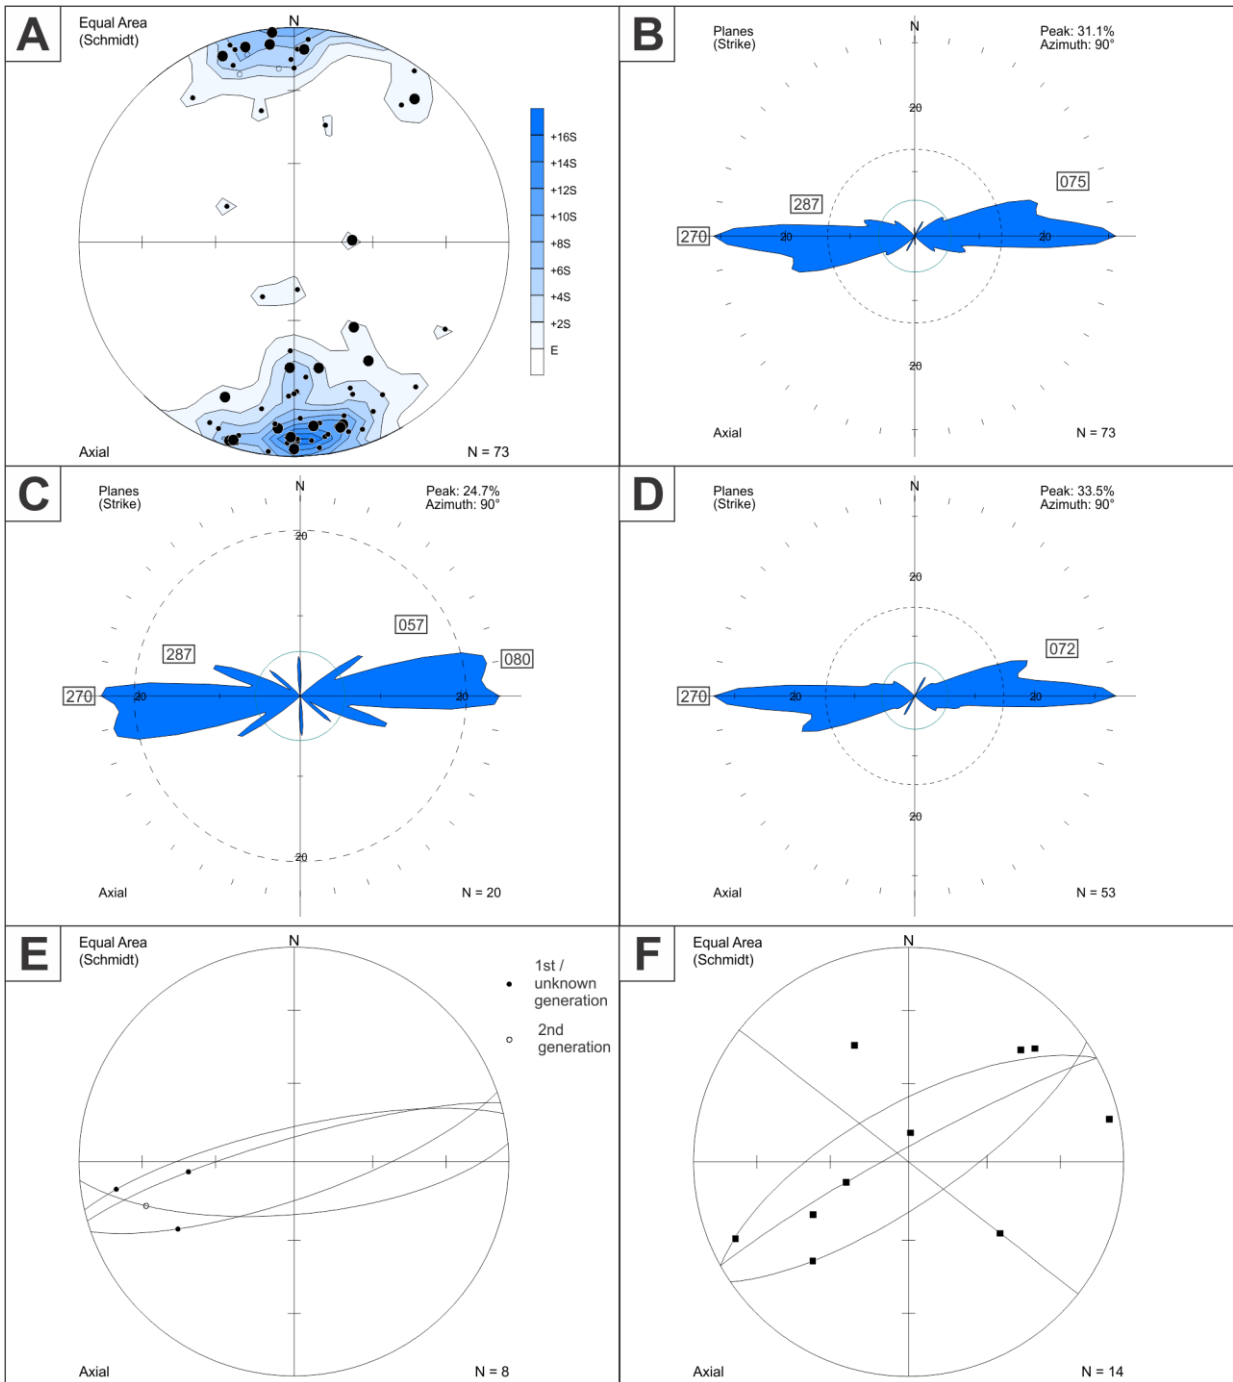 A
Equal Area
(Schmidt)
N
+16S
+14S
+12S
+10S
+8S
+6S
+4S
+2S
E
Axial
N = 73
B
Planes
(Strike)
N
Peak: 31.1%
Azimuth: 90°
20
075
287
270
20
20
20
Axial
N = 73
C
Planes
(Strike)
N
Peak: 24.7%
Azimuth: 90°
20
057
287
080
270
20
20
20
Axial
N = 20
D
Planes
(Strike)
N
Peak: 33.5%
Azimuth: 90°
20
072
270
20
20
20
Axial
N = 53
E
Equal Area
(Schmidt)
N
1st /
unknown
generation
2nd
generation
Axial
N = 8
F
Equal Area
(Schmidt)
N
Axial
N = 14